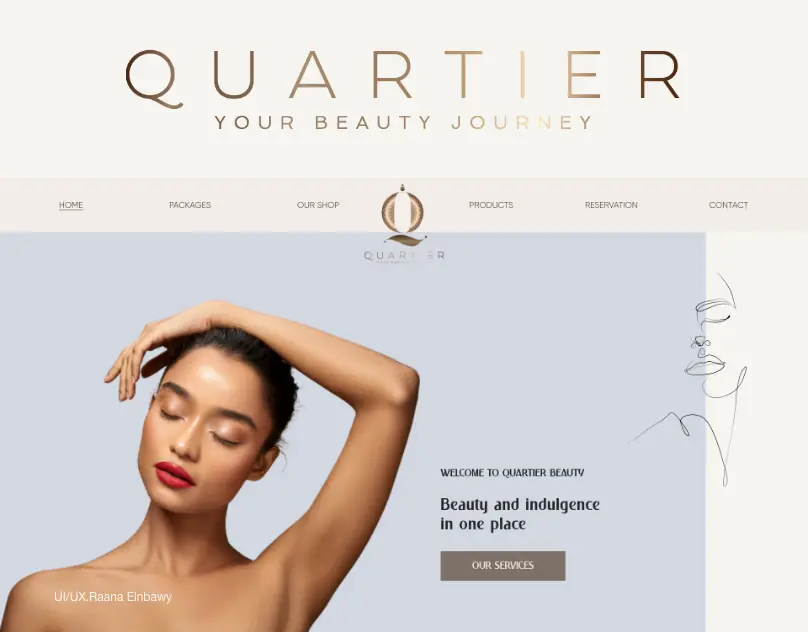 QUARTIER
YOUR BEAUTY JOURNEY
HOME PACKAGES OUR SHOP PRODUCTS RESERVATION CONTACT
QUARTIER
WELCOME TO QUARTIER BEAUTY
Beauty and indulgence
in one place
OUR SERVICES
UI/UX.Raana Elnbawy